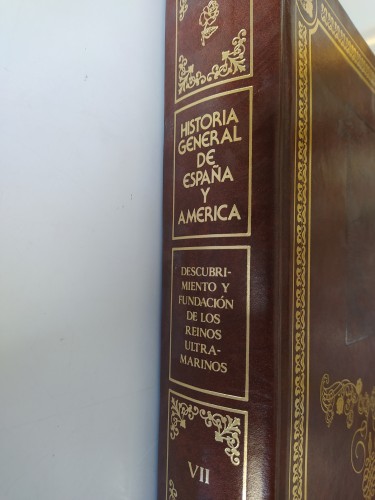 HISTORIA
GENERAL
DE
ESPAÑA
Y
AMERICA
DESCUBRI-
MIENTO Y
FUNDACIÓN
DE LOS
REINOS
ULTRA-
MARINOS
VII